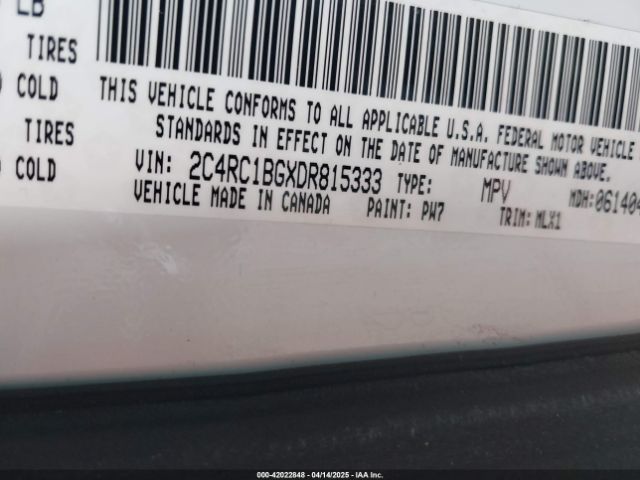 LB
TIRES
COLD
TIRES
COLD
THIS VEHICLE CONFORMS TO ALL APPLICABLE U.S.A. FEDERAL MOTOR VEHICLE
STANDARDS IN EFFECT ON THE DATE OF MANUFACTURE SHOWN ABOVE.
VIN: 2C4RC1BGXDR815333 TYPE: MPV MDH:061404
VEHICLE MADE IN CANADA PAINT: PW7 TRIM: MLX1
000-42022848 - 04/14/2025 - IAA Inc.